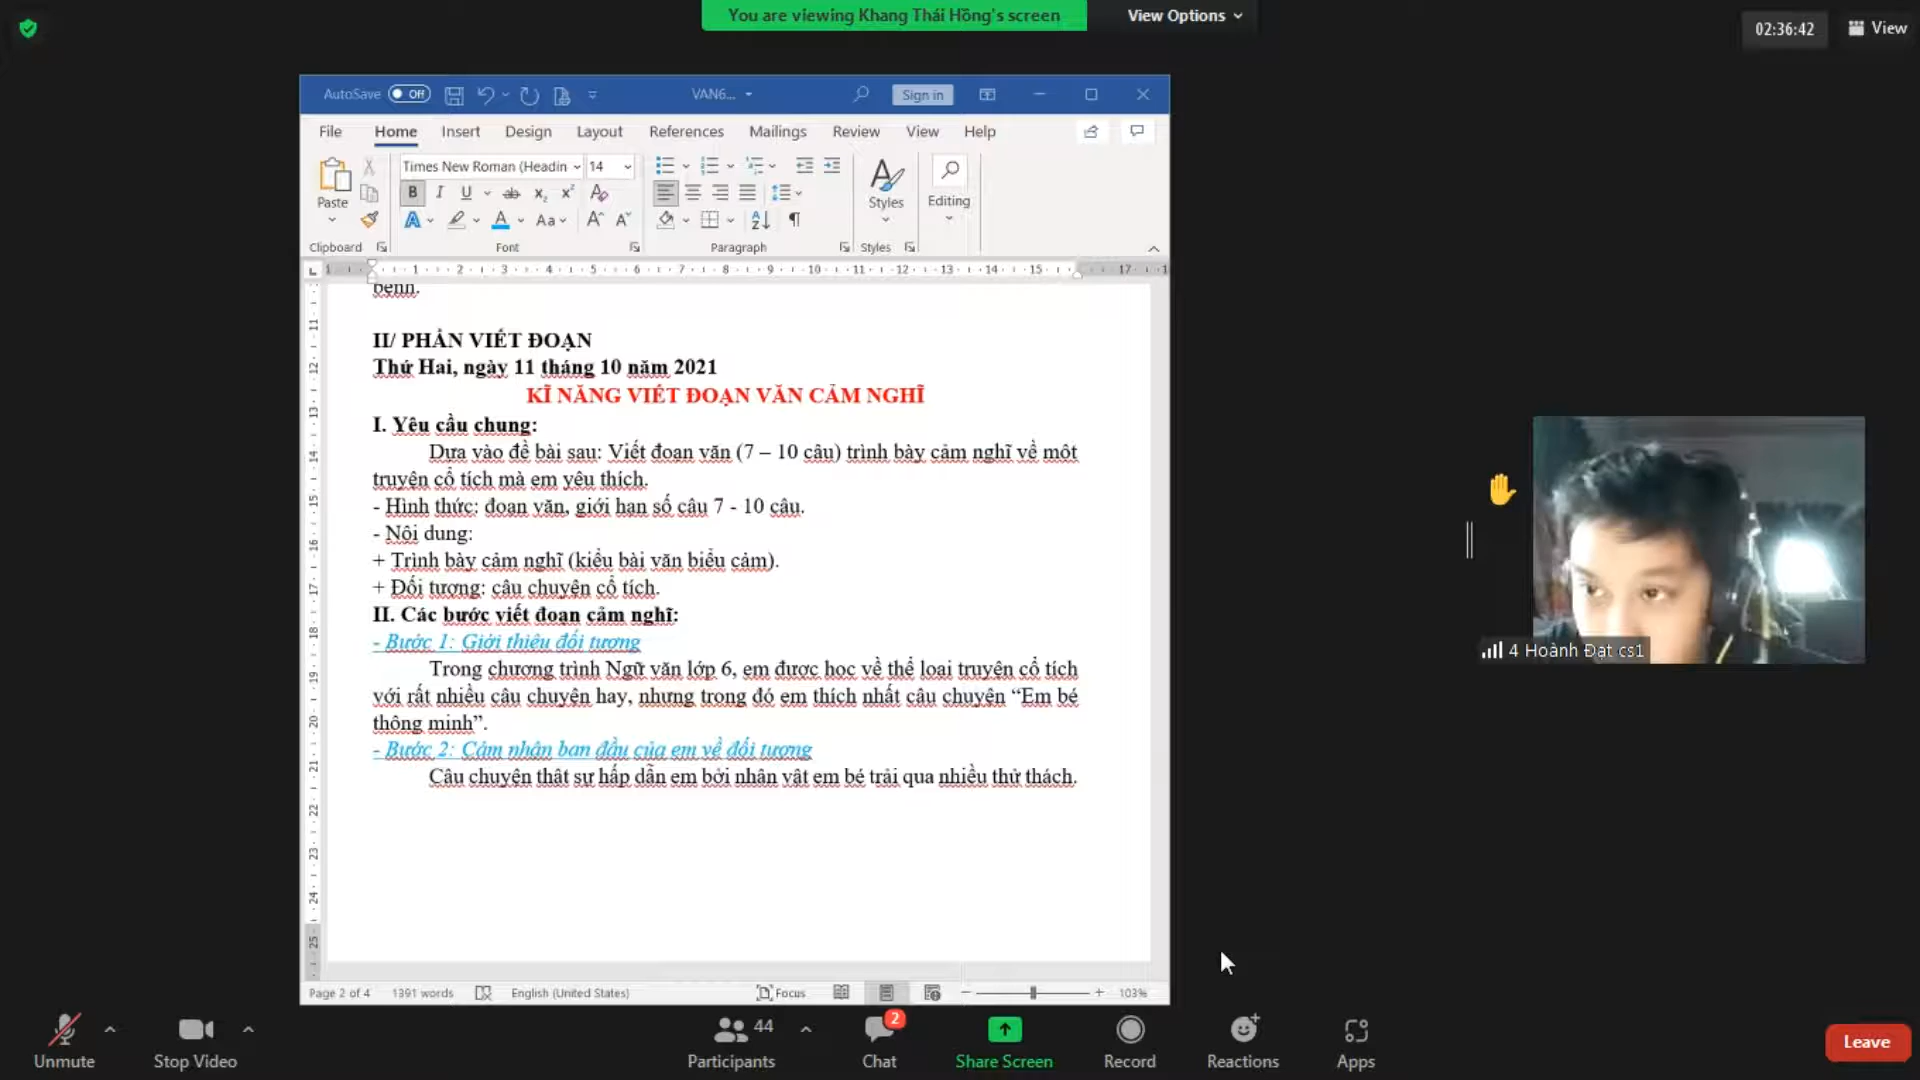 You are viewing Khang Thái Hồng's screen
View Options
02:36:42
View
AutoSave
Off
VAN6...
Sign in
File
Home
Insert
Design
Layout
References
Mailings
Review
View
Help
Times New Roman (Headin
14
Paste
Styles
Editing
Clipboard
Font
Paragraph
Styles
bệnh.
II/ PHẦN VIẾT ĐOẠN
Thứ Hai, ngày 11 tháng 10 năm 2021
KĨ NĂNG VIẾT ĐOẠN VĂN CẢM NGHĨ
I. Yêu cầu chung:
Dựa vào đề bài sau: Viết đoạn văn (7 – 10 câu) trình bày cảm nghĩ về một
truyện cổ tích mà em yêu thích.
- Hình thức: đoạn văn, giới hạn số câu 7 - 10 câu.
- Nội dung:
+ Trình bày cảm nghĩ (kiểu bài văn biểu cảm).
+ Đối tượng: câu chuyện cổ tích.
II. Các bước viết đoạn cảm nghĩ:
- Bước 1: Giới thiệu đối tượng
Trong chương trình Ngữ văn lớp 6, em được học về thể loại truyện cổ tích
với rất nhiều câu chuyện hay, nhưng trong đó em thích nhất câu chuyện “Em bé
thông minh”.
- Bước 2: Cảm nhận ban đầu của em về đối tượng
Câu chuyện thật sự hấp dẫn em bởi nhân vật em bé trải qua nhiều thử thách.
4 Hoành Đạt cs1
Page 2 of 4
1391 words
English (United States)
Focus
103%
Unmute
Stop Video
44
Participants
2
Chat
Share Screen
Record
Reactions
Apps
Leave